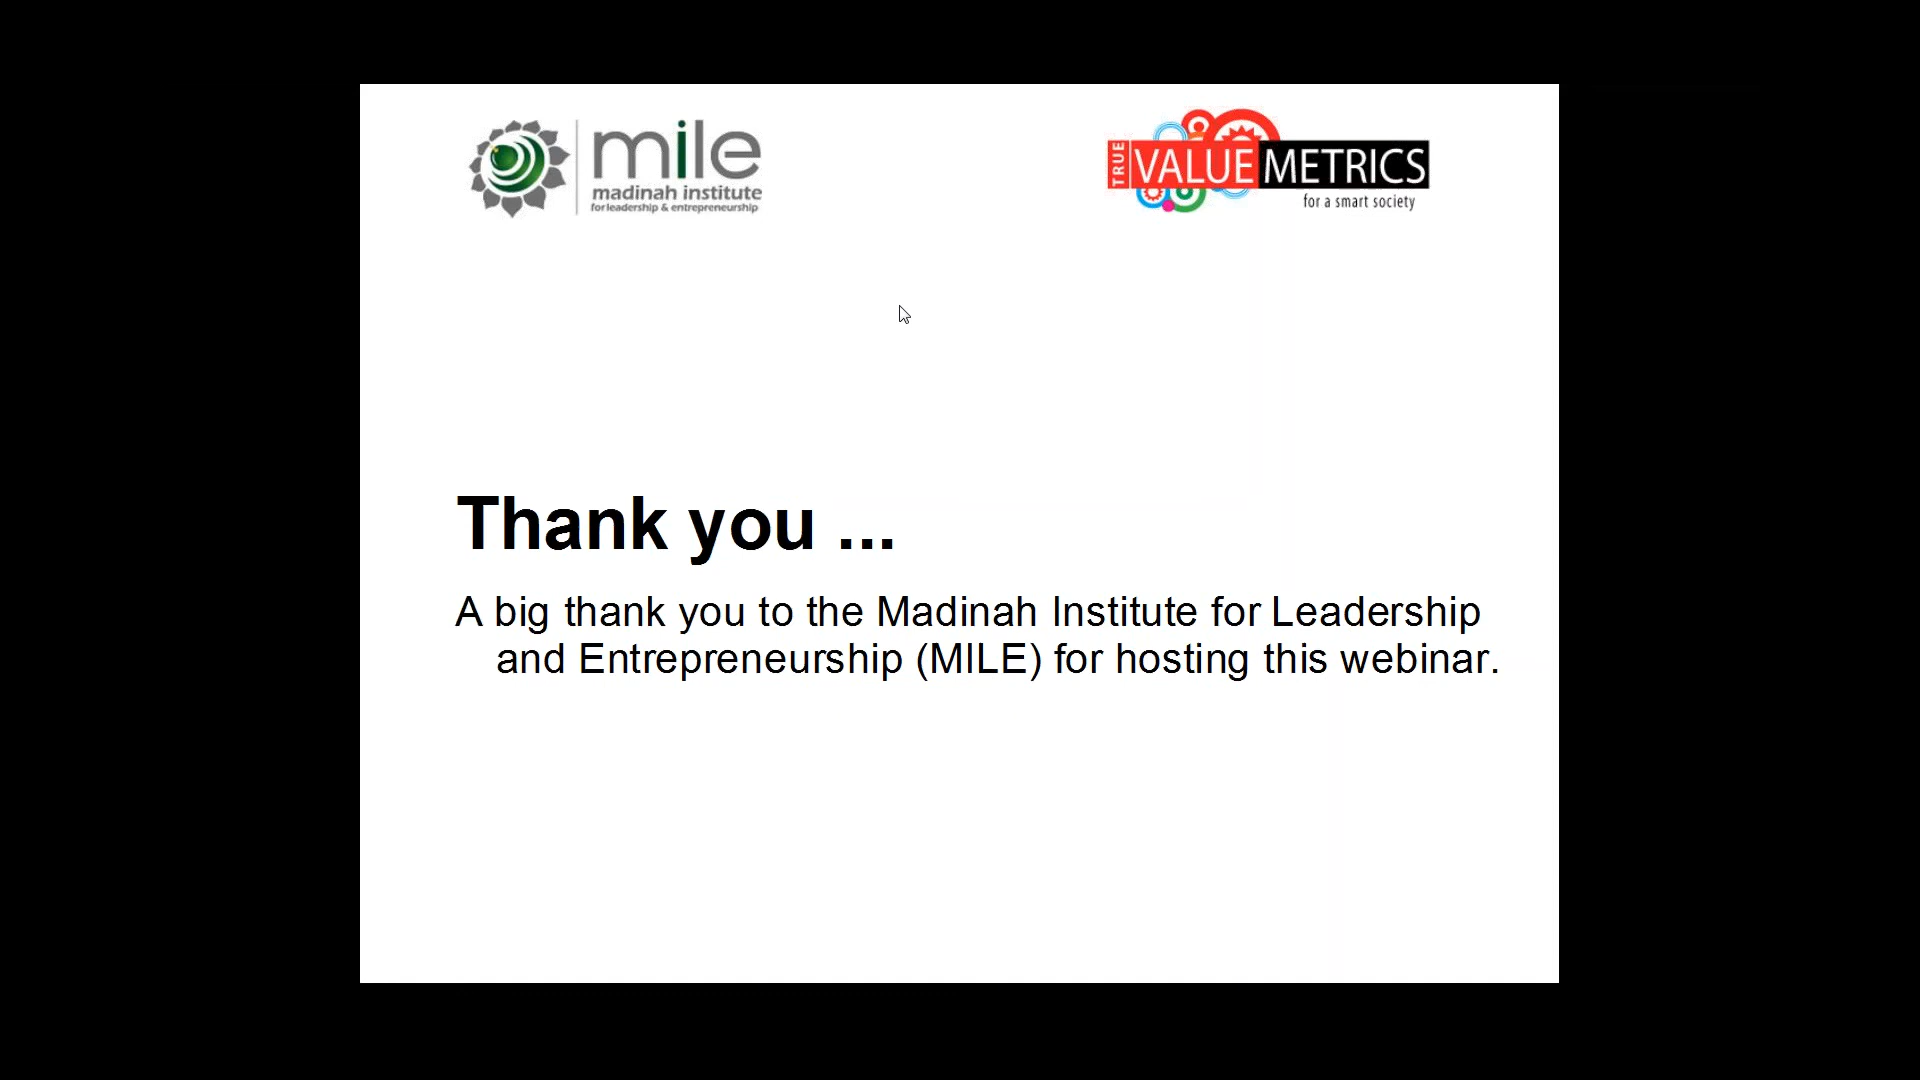 mile
madinah institute
for leadership & entrepreneurship
TRUE VALUE METRICS
for a smart society
Thank you ...
A big thank you to the Madinah Institute for Leadership
and Entrepreneurship (MILE) for hosting this webinar.